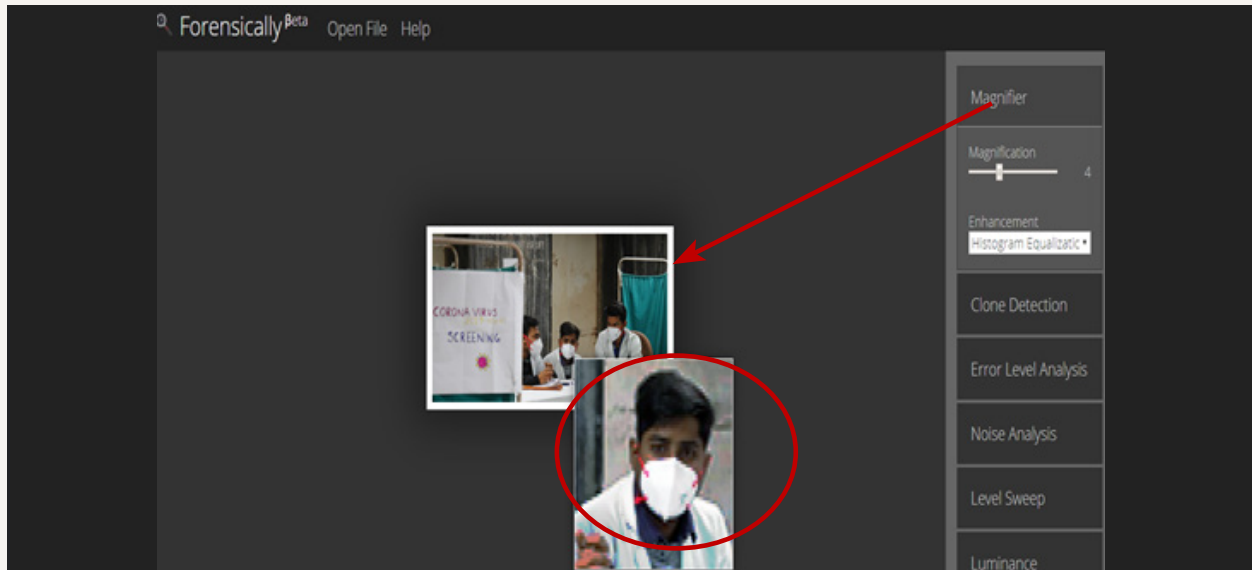 Forensically Beta Open File Help
Magnifier
Magnification
4
Enhancement
Histogram Equalizatic
Clone Detection
Error Level Analysis
Noise Analysis
Level Sweep
Luminance
CORONA VIRUS
SCREENING